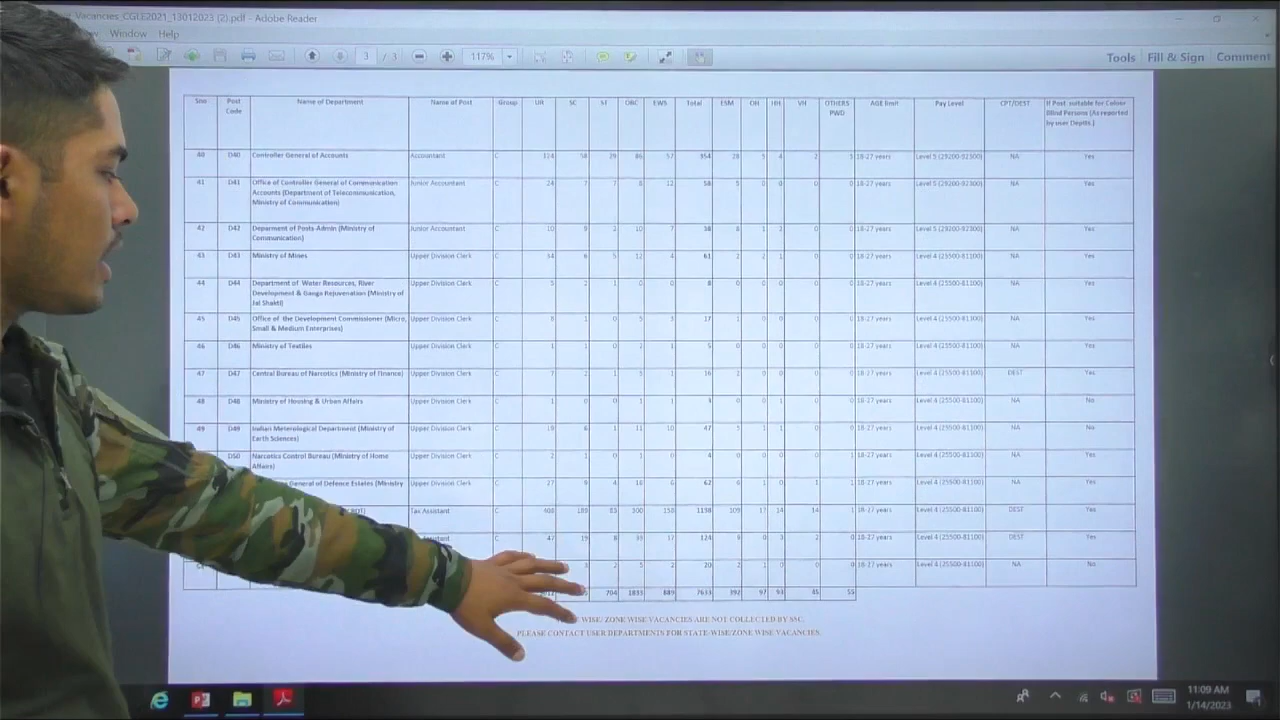 Vacancies_CGLE2021_13012023 (2).pdf - Adobe Reader
Window Help
3 / 3 117% Tools Fill & Sign Comment
Sno Post Code Name of Department Name of Post Group UR SC ST OBC EWS Total ESM OH HH VH OTHERS PWD AGE limit Pay Level CPT/DEST If Post suitable for Colour Blind Persons (As reported by user Deptts.)
40 D40 Controller General of Accounts Accountant C 58 29 86 57 28 4 2 18-27 years Level 5 (29200-92300) NA Yes
41 D41 Office of Controller General of Communication Accounts (Department of Telecommunication, Ministry of Communication) Junior Accountant C 24 7 7 8 12 58 5 0 0 0 0 18-27 years Level 5 (29200-92300) NA Yes
42 D42 Department of Posts Admin (Ministry of Communication) Junior Accountant C 10 9 2 10 7 38 8 1 2 0 0 18-27 years Level 5 (29200-92300) NA Yes
43 D43 Ministry of Mines Upper Division Clerk C 34 6 5 12 4 61 2 2 1 0 0 18-27 years Level 4 (25500-81100) NA Yes
44 D44 Department of Water Resources, River Development & Ganga Rejuvenation (Ministry of Jal Shakti) Upper Division Clerk C 5 2 1 0 0 8 0 0 0 0 0 18-27 years Level 4 (25500-81100) NA Yes
45 D45 Office of the Development Commissioner (Micro, Small & Medium Enterprises) Upper Division Clerk C 8 1 0 5 3 17 1 0 0 0 0 18-27 years Level 4 (25500-81100) NA Yes
46 D46 Ministry of Textiles Upper Division Clerk C 1 1 0 2 1 5 0 0 0 0 0 18-27 years Level 4 (25500-81100) NA Yes
47 D47 Central Bureau of Narcotics (Ministry of Finance) Upper Division Clerk C 7 2 1 5 1 16 2 0 0 0 0 18-27 years Level 4 (25500-81100) DEST Yes
48 D48 Ministry of Housing & Urban Affairs Upper Division Clerk C 1 0 0 1 1 0 0 1 0 0 18-27 years Level 4 (25500-81100) NA No
49 D49 Indian Meterological Department (Ministry of Earth Sciences) Upper Division Clerk C 19 6 1 11 10 47 5 1 1 0 0 18-27 years Level 4 (25500-81100) NA No
D50 Narcotics Control Bureau (Ministry of Home Affairs) Upper Division Clerk C 2 1 0 1 0 4 0 0 0 0 1 18-27 years Level 4 (25500-81100) NA Yes
General of Defence Estates (Ministry Upper Division Clerk C 27 9 4 16 6 62 6 1 0 1 1 18-27 years Level 4 (25500-81100) NA Yes
Tax Assistant C 189 83 300 158 109 17 14 14 1 18-27 years Level 4 (25500-81100) DEST Yes
C 47 19 17 124 0 3 2 0 18-27 years Level 4 (25500-81100) DEST Yes
3 2 5 2 20 2 1 0 0 0 18-27 years Level 4 (25500-81100) NA No
704 1833 889 7633 392 97 93 55
WISE/ ZONE WISE VACANCIES ARE NOT COLLECTED BY SSC.
PLEASE CONTACT USER DEPARTMENTS FOR STATE WISE/ZONE WISE VACANCIES.
11:09 AM
1/14/2023